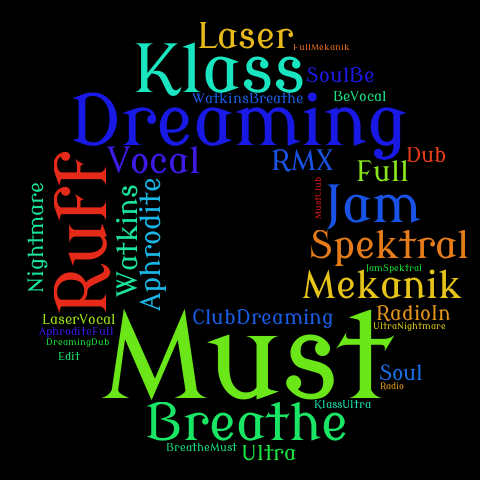 Laser
FullMekanik
Klass
SoulBe
WatkinsBreathe
BeVocal
Dreaming
Vocal
RMX
Dub
Full
Ruff
Nightmare
Watkins
Aphrodite
MustClub
Jam
Spektral
JamSpektral
Mekanik
LaserVocal
ClubDreaming
RadioIn
UltraNightmare
AphroditeFull
DreamingDub
Edit
Must
Soul
Radio
KlassUltra
Breathe
BreatheMust
Ultra